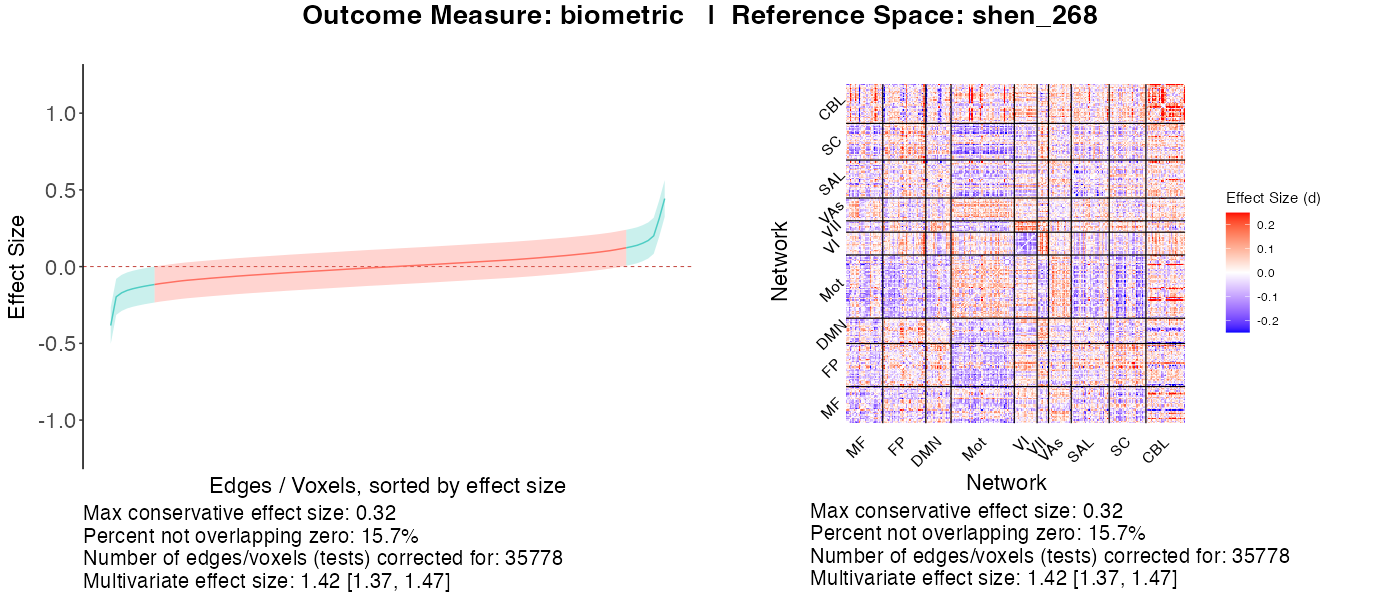 Outcome Measure: biometric | Reference Space: shen_268
1.0
0.5
0.0
-0.5
-1.0
Effect Size
Edges / Voxels, sorted by effect size
Max conservative effect size: 0.32
Percent not overlapping zero: 15.7%
Number of edges/voxels (tests) corrected for: 35778
Multivariate effect size: 1.42 [1.37, 1.47]
Network
CBL
SC
SAL
VAs
VII
VI
Mot
DMN
FP
MF
MF
FP
DMN
Mot
VI
VII
VAs
SAL
SC
CBL
Network
Effect Size (d)
0.2
0.1
0.0
-0.1
-0.2
Max conservative effect size: 0.32
Percent not overlapping zero: 15.7%
Number of edges/voxels (tests) corrected for: 35778
Multivariate effect size: 1.42 [1.37, 1.47]